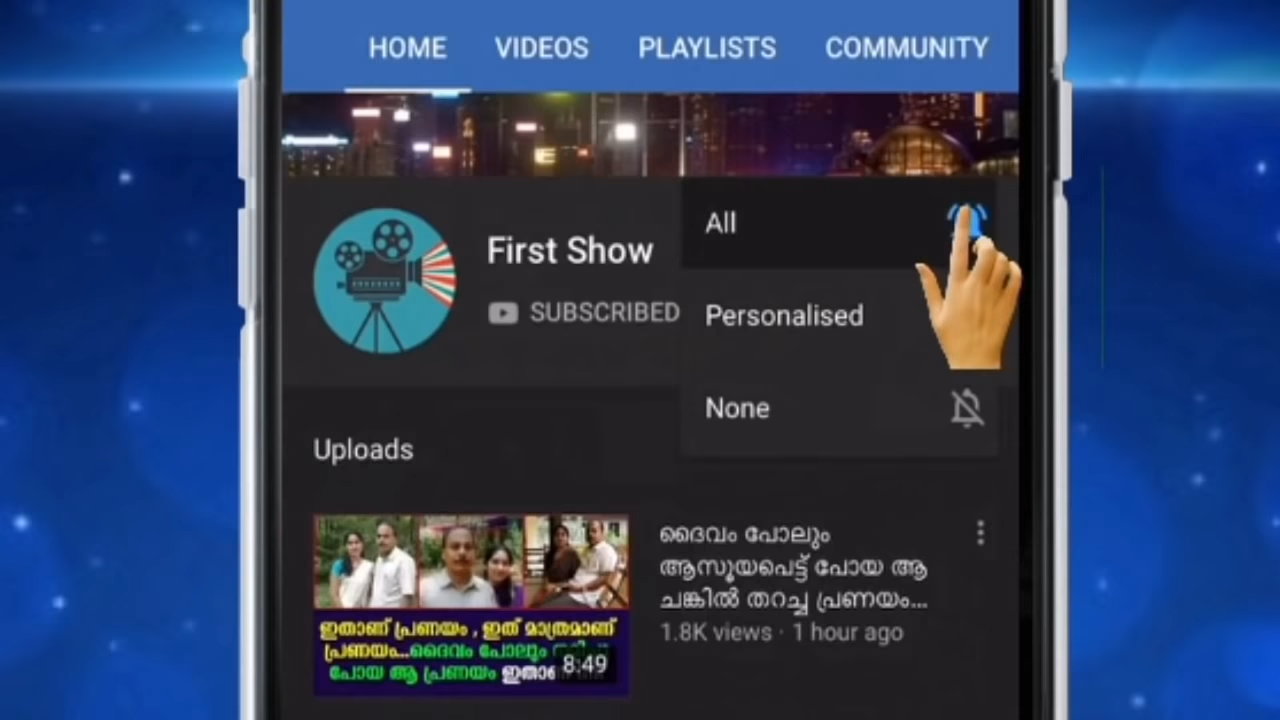 HOME VIDEOS PLAYLISTS COMMUNITY
First Show
SUBSCRIBED
All
Personalised
None
Uploads
ദൈവം പോലും
ആസൂയപെട്ട് പോയ ആ
ചങ്കിൽ തറച്ച പ്രണയം...
1.8K views · 1 hour ago
ഇതാണ് പ്രണയം , ഇത് മാത്രമാണ്
പ്രണയം...ദൈവം പോലും
പോയ ആ പ്രണയം
8:49